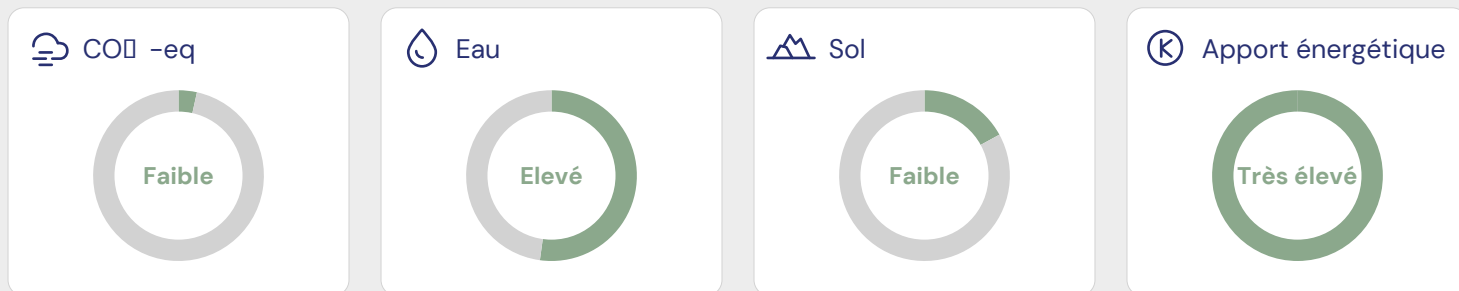 CO▯ -eq
Eau
Sol
Apport énergétique
Faible
Elevé
Faible
Très élevé